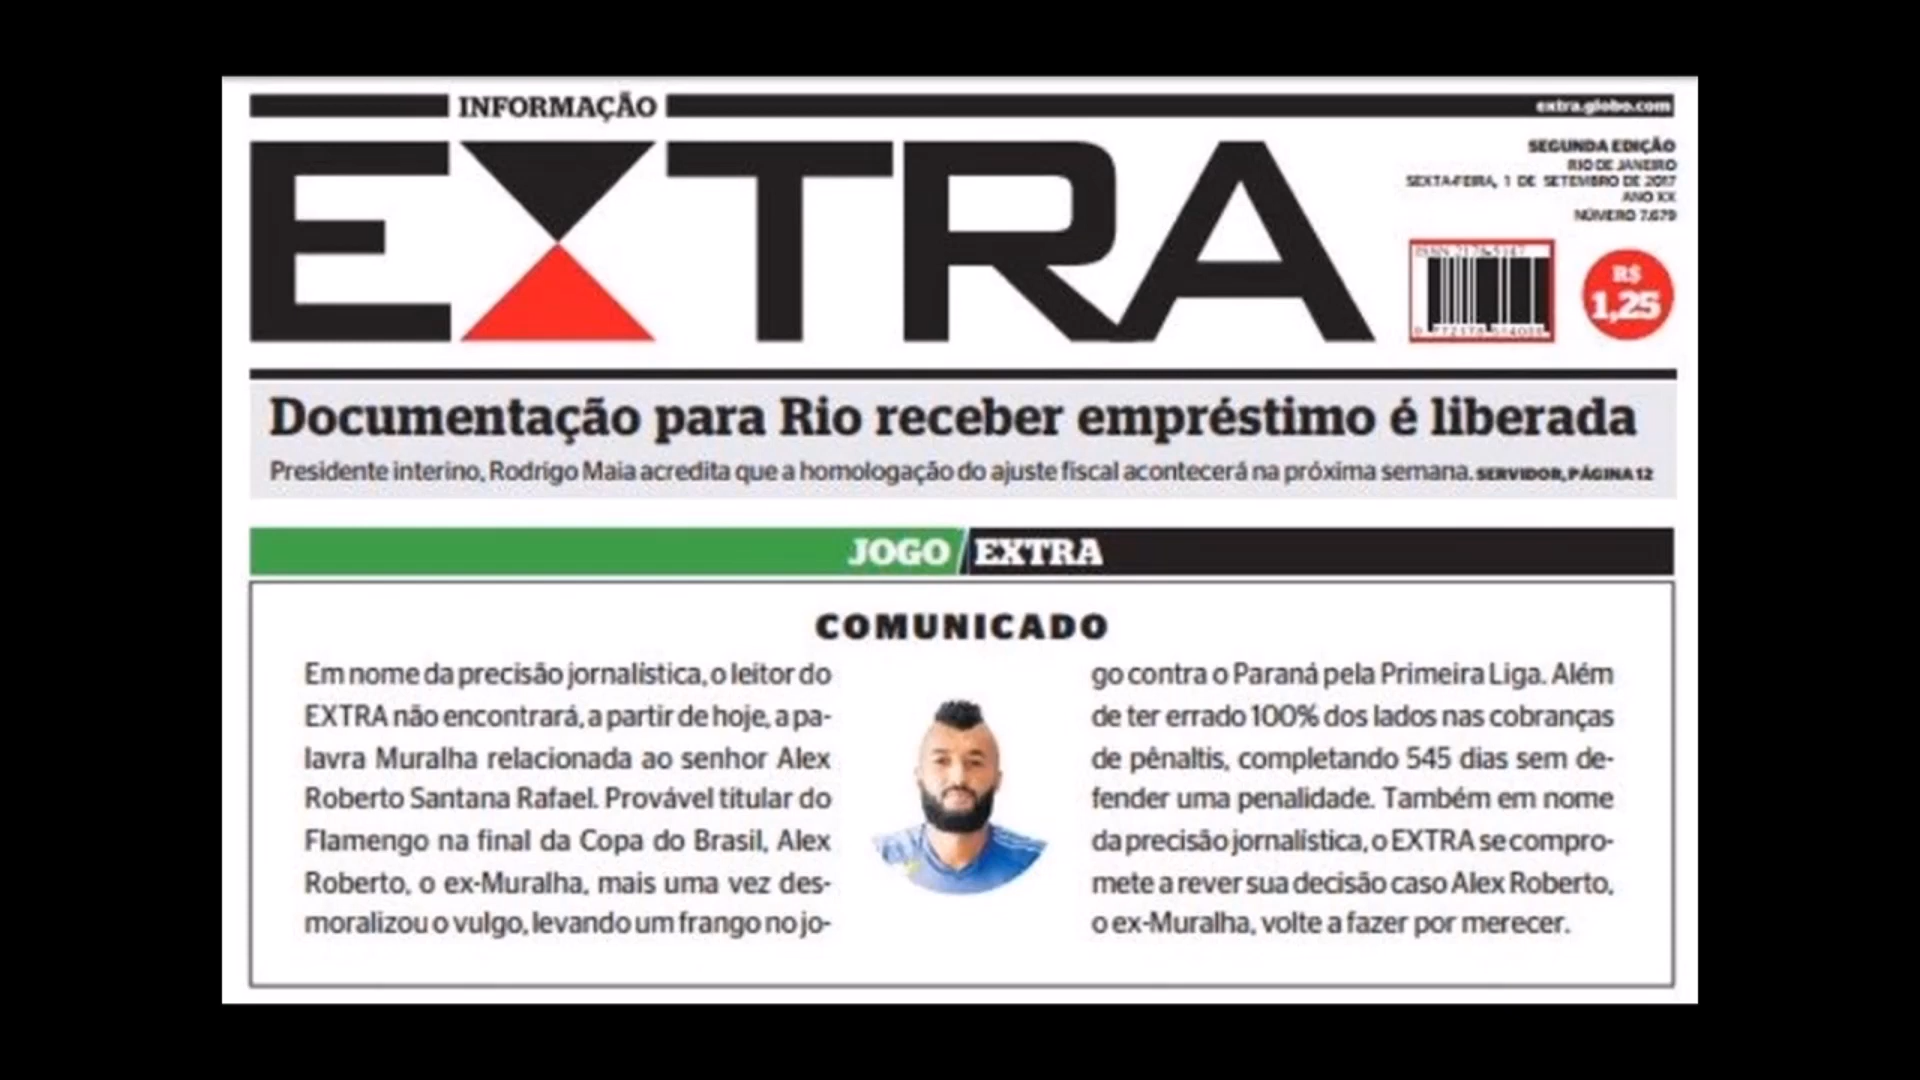 INFORMAÇÃO
extra.globo.com
EXTRA
SEGUNDA EDIÇÃO
RIO DE JANEIRO
SEXTA-FEIRA, 1 DE SETEMBRO DE 2017
ANO XX
NÚMERO 7.679
R$
1,25
Documentação para Rio receber empréstimo é liberada
Presidente interino, Rodrigo Maia acredita que a homologação do ajuste fiscal acontecerá na próxima semana. SERVIDOR, PÁGINA 12
JOGO/EXTRA
COMUNICADO
Em nome da precisão jornalística, o leitor do
EXTRA não encontrará, a partir de hoje, a pa-
lavra Muralha relacionada ao senhor Alex
Roberto Santana Rafael. Provável titular do
Flamengo na final da Copa do Brasil, Alex
Roberto, o ex-Muralha, mais uma vez des-
moralizou o vulgo, levando um frango no jo-
go contra o Paraná pela Primeira Liga. Além
de ter errado 100% dos lados nas cobranças
de pênaltis, completando 545 dias sem de-
fender uma penalidade. Também em nome
da precisão jornalística, o EXTRA se compro-
mete a rever sua decisão caso Alex Roberto,
o ex-Muralha, volte a fazer por merecer.